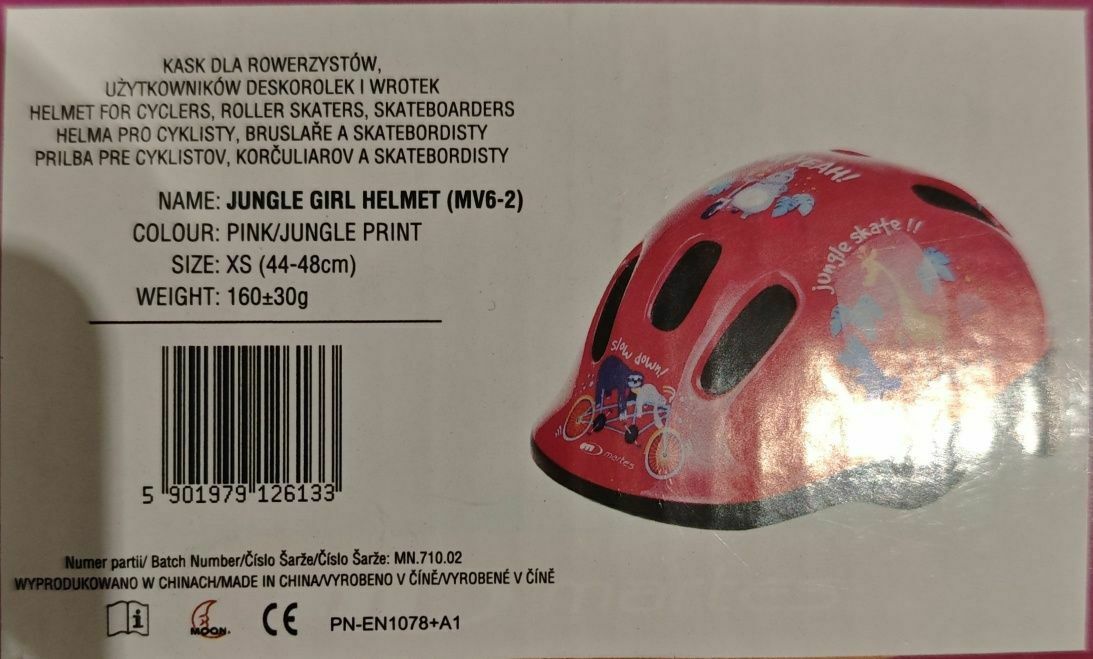 KASK DLA ROWERZYSTÓW,
UŻYTKOWNIKÓW DESKOROLEK I WROTEK
HELMET FOR CYCLERS, ROLLER SKATERS, SKATEBOARDERS
HELMA PRO CYKLISTY, BRUSLAŘE A SKATEBORDISTY
PRILBA PRE CYKLISTOV, KORČULIAROV A SKATEBORDISTY
NAME: JUNGLE GIRL HELMET (MV6-2)
COLOUR: PINK/JUNGLE PRINT
SIZE: XS (44-48cm)
WEIGHT: 160±30g
5 901979 126133
Numer partii/ Batch Number/Číslo Šarže/Číslo Šarže: MN.710.02
WYPRODUKOWANO W CHINACH/MADE IN CHINA/VYROBENO V ČÍNĚ/VYROBENÉ V ČÍNĚ
MOON
CE
PN-EN1078+A1
YEAH!
jungle skate!!
slow down!
martes